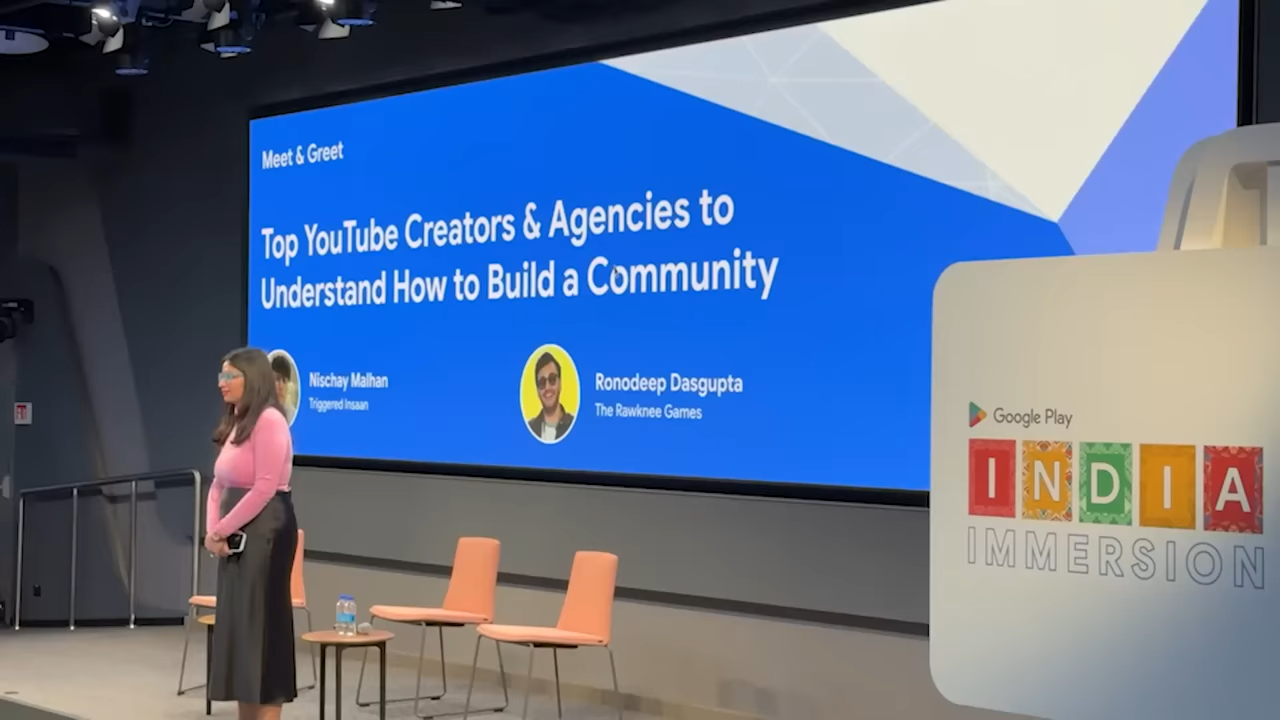 Meet & Greet
Top YouTube Creators & Agencies to
Understand How to Build a Community
Nischay Malhan
Triggered Insaan
Ronodeep Dasgupta
The Rawknee Games
Google Play
INDIA
IMMERSION